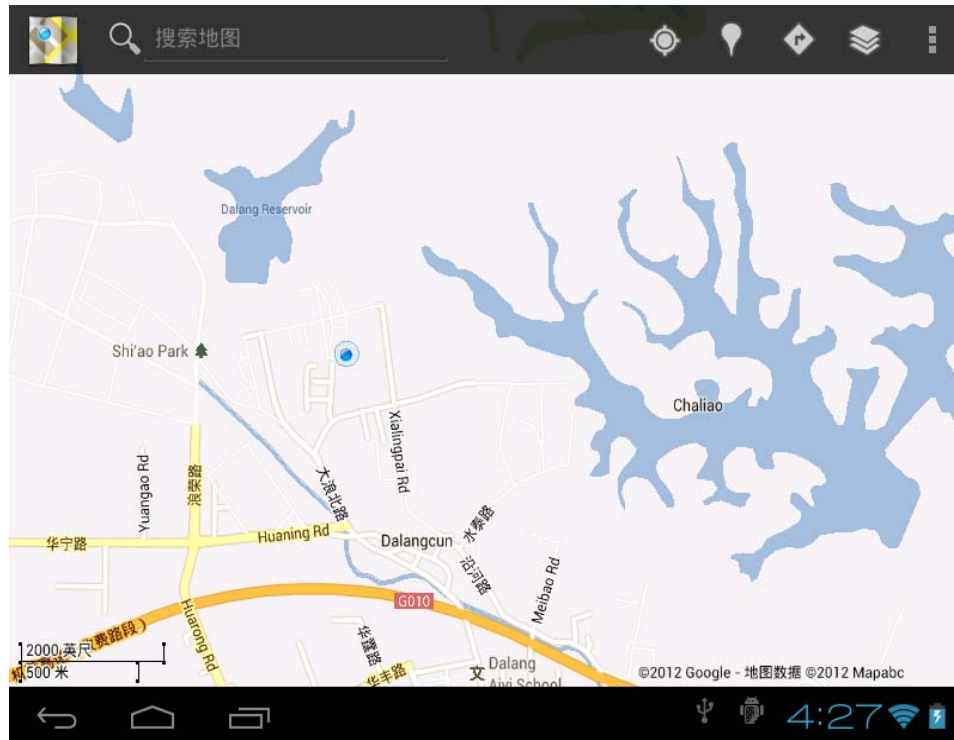 搜索地图
Dalang Reservoir
Shi'ao Park
Chaliao
Xialingpai Rd
Yuangao Rd
浪荣路
大浪北路
Huaning Rd
华宁路
Dalangcun
水泰路
沿河路
Meibao Rd
G010
Huarong Rd
费路段)
2000 英尺
500 米
华丰路
文
Dalang
Aiyi School
©2012 Google - 地图数据 ©2012 Mapabc
4:27